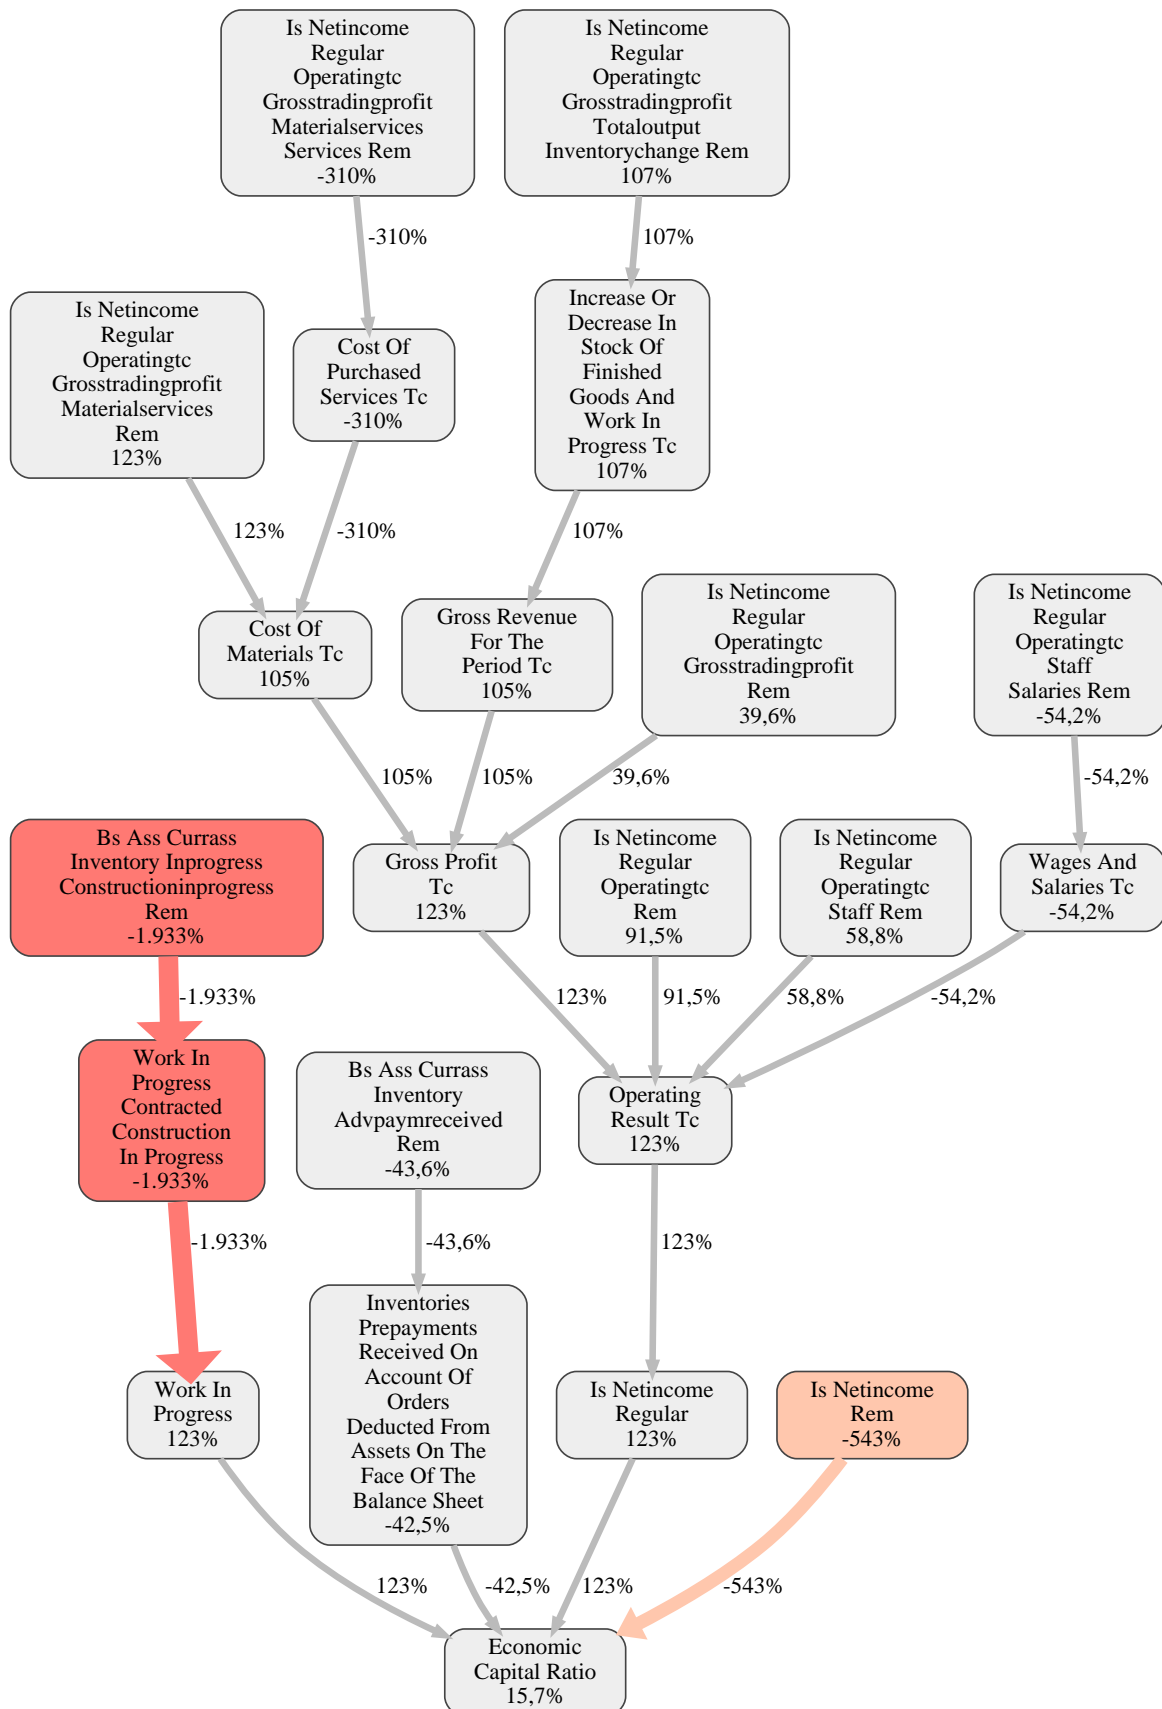 Is Netincome
Regular
Operatingtc
Grosstradingprofit
Materialservices
Services Rem
-310%
Is Netincome
Regular
Operatingtc
Grosstradingprofit
Totaloutput
Inventorychange Rem
107%
-310%
107%
Is Netincome
Regular
Operatingtc
Grosstradingprofit
Materialservices
Rem
123%
Cost Of
Purchased
Services Tc
-310%
Increase Or
Decrease In
Stock Of
Finished
Goods And
Work In
Progress Tc
107%
123%
-310%
107%
Cost Of
Materials Tc
105%
Gross Revenue
For The
Period Tc
105%
Is Netincome
Regular
Operatingtc
Grosstradingprofit
Rem
39,6%
Is Netincome
Regular
Operatingtc
Staff
Salaries Rem
-54,2%
105%
105%
39,6%
-54,2%
Bs Ass Currass
Inventory Inprogress
Constructioninprogress
Rem
-1.933%
Gross Profit
Tc
123%
Is Netincome
Regular
Operatingtc
Rem
91,5%
Is Netincome
Regular
Operatingtc
Staff Rem
58,8%
Wages And
Salaries Tc
-54,2%
-1.933%
123%
91,5%
58,8%
-54,2%
Work In
Progress
Contracted
Construction
In Progress
-1.933%
Bs Ass Currass
Inventory
Advpaymreceived
Rem
-43,6%
Operating
Result Tc
123%
-1.933%
-43,6%
123%
Work In
Progress
123%
Inventories
Prepayments
Received On
Account Of
Orders
Deducted From
Assets On The
Face Of The
Balance Sheet
-42,5%
Is Netincome
Regular
123%
Is Netincome
Rem
-543%
123%
-42,5%
123%
-543%
Economic
Capital Ratio
15,7%